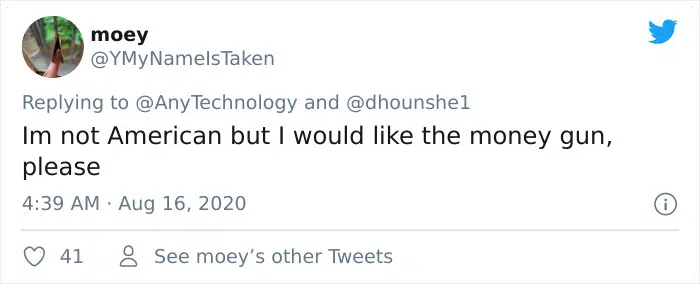 moey
@YMyNameIsTaken
Replying to @AnyTechnology and @dhounshe1
Im not American but I would like the money gun,
please
4:39 AM · Aug 16, 2020
41
See moey’s other Tweets